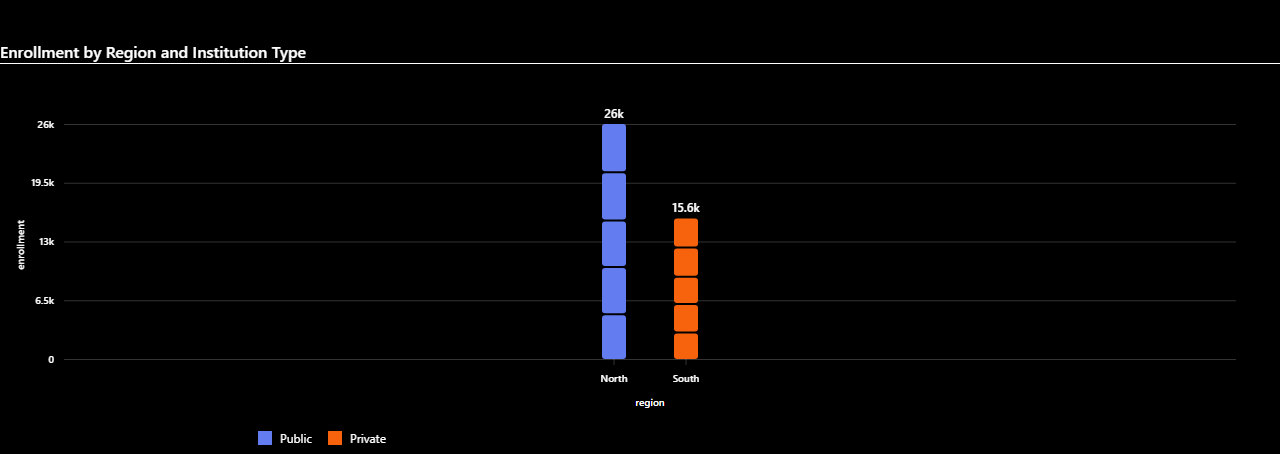 Enrollment by Region and Institution Type
26k
26k
19.5k
15.6k
enrollment
13k
6.5k
0
North South
region
Public Private